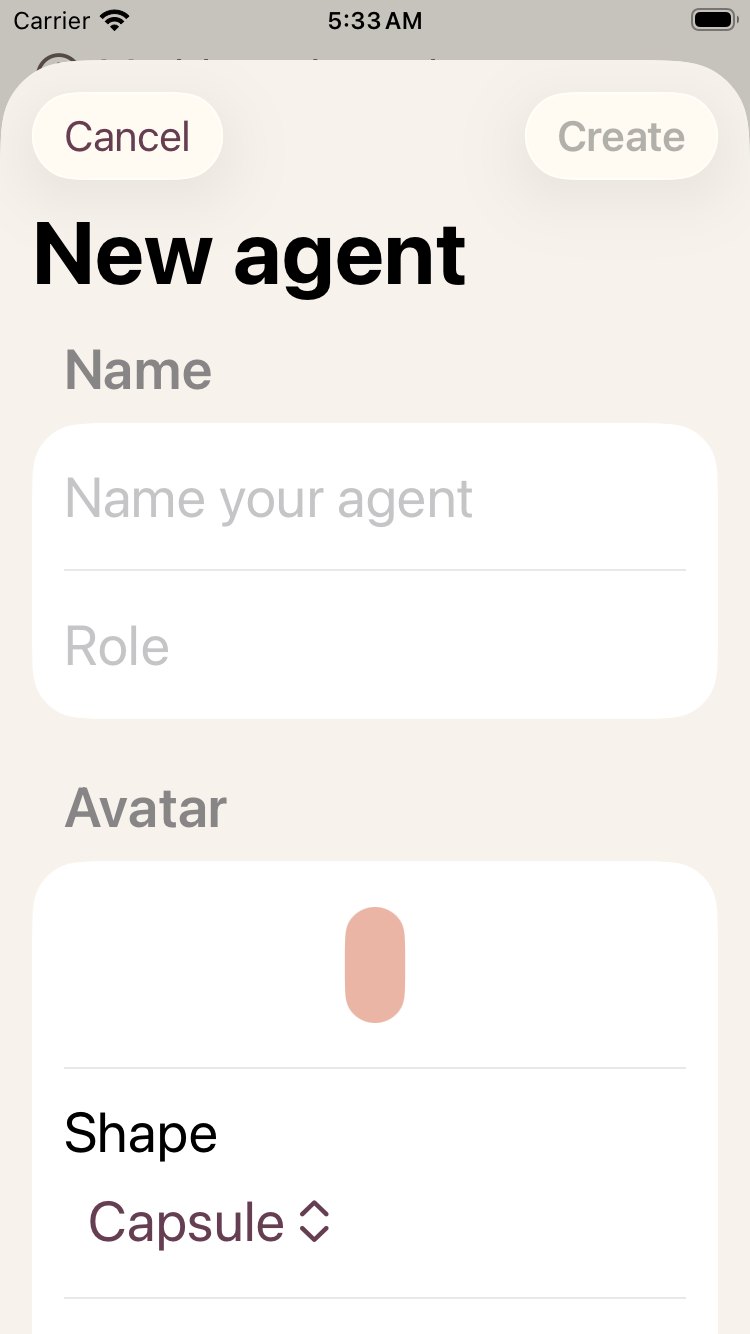 Carrier 5:33 AM
Cancel Create
New agent
Name
Name your agent
Role
Avatar
Shape
Capsule